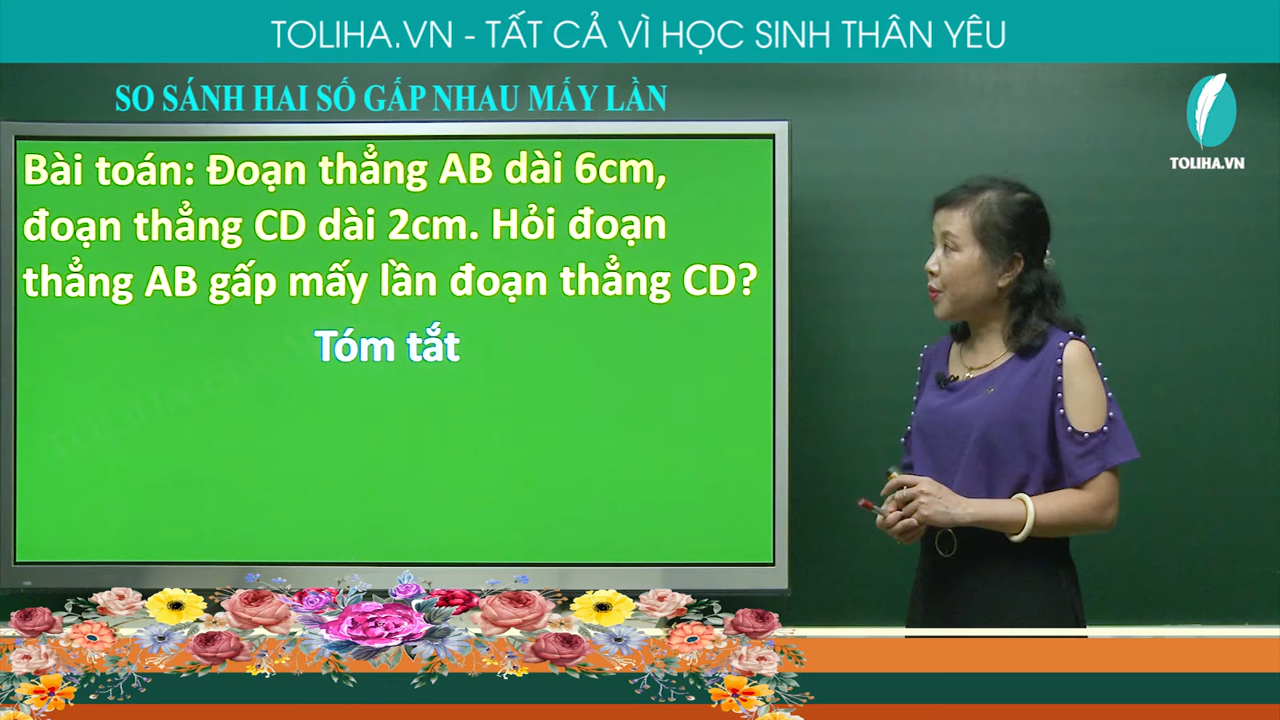 TOLIHA.VN - TẤT CẢ VÌ HỌC SINH THÂN YÊU
SO SÁNH HAI SỐ GẤP NHAU MẤY LẦN
TOLIHA.VN
Bài toán: Đoạn thẳng AB dài 6cm,
đoạn thẳng CD dài 2cm. Hỏi đoạn
thẳng AB gấp mấy lần đoạn thẳng CD?
Tóm tắt